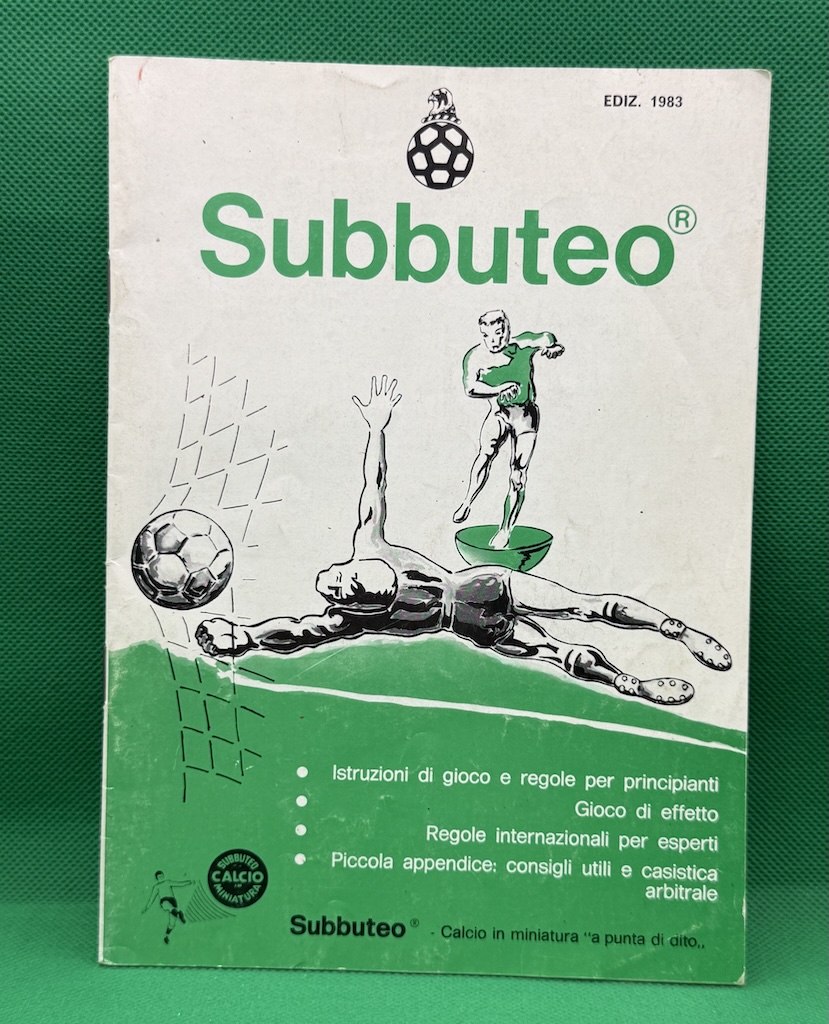 EDIZ. 1983
Subbuteo®
Istruzioni di gioco e regole per principianti
Gioco di effetto
Regole internazionali per esperti
Piccola appendice: consigli utili e casistica
arbitrale
SUBBUTEO
CALCIO
IN
MINIATURA
Subbuteo® - Calcio in miniatura "a punta di dito„